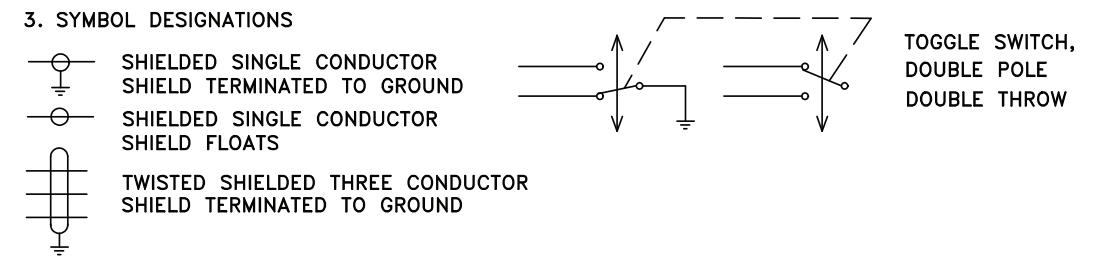 3. SYMBOL DESIGNATIONS
SHIELDED SINGLE CONDUCTOR
SHIELD TERMINATED TO GROUND
SHIELDED SINGLE CONDUCTOR
SHIELD FLOATS
TWISTED SHIELDED THREE CONDUCTOR
SHIELD TERMINATED TO GROUND
TOGGLE SWITCH,
DOUBLE POLE
DOUBLE THROW